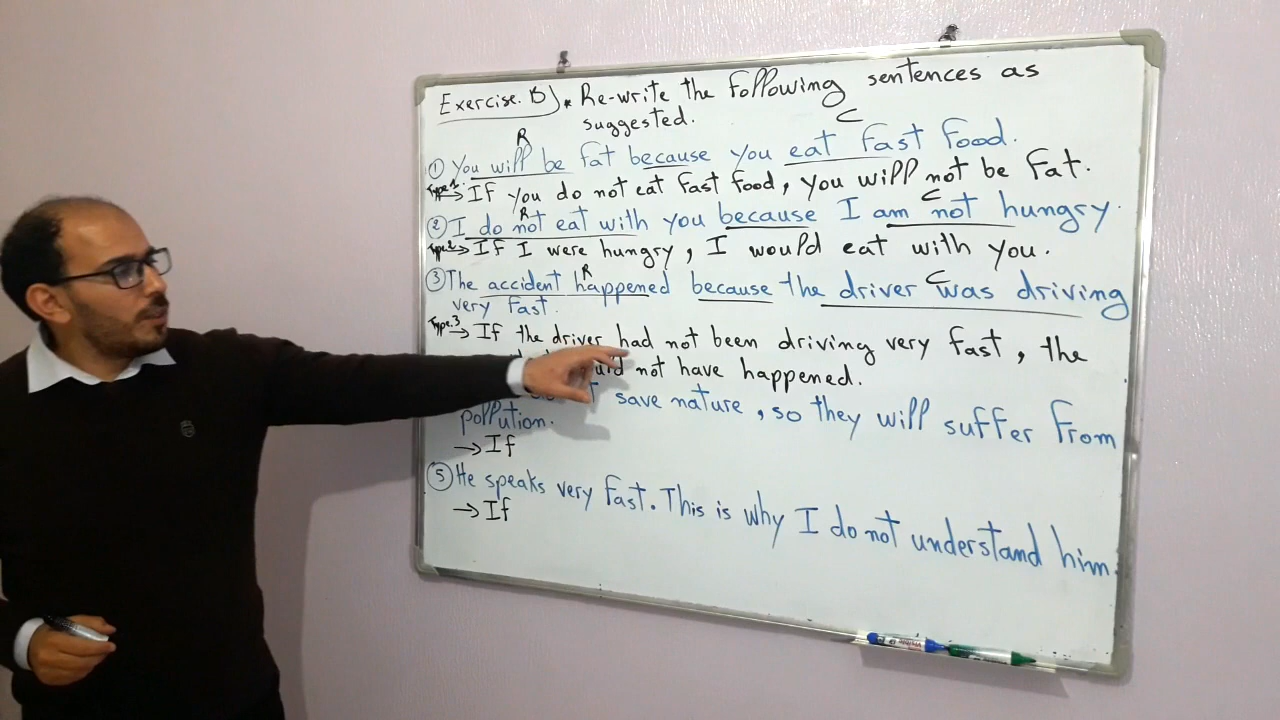 Exercise.B) * Re-write the following sentences as
suggested.
R C
① You will be fat because you eat fast food.
Type.1 → If you do not eat fast food, you will not be fat.
R C
② I do not eat with you because I am not hungry.
Type.2 → If I were hungry, I would eat with you.
R C
③ The accident happened because the driver was driving
very fast.
Type.3 → If the driver had not been driving very fast, the
not have happened.
save nature, so they will suffer from
pollution.
→ If
⑤ He speaks very fast. This is why I do not understand him.
→ If